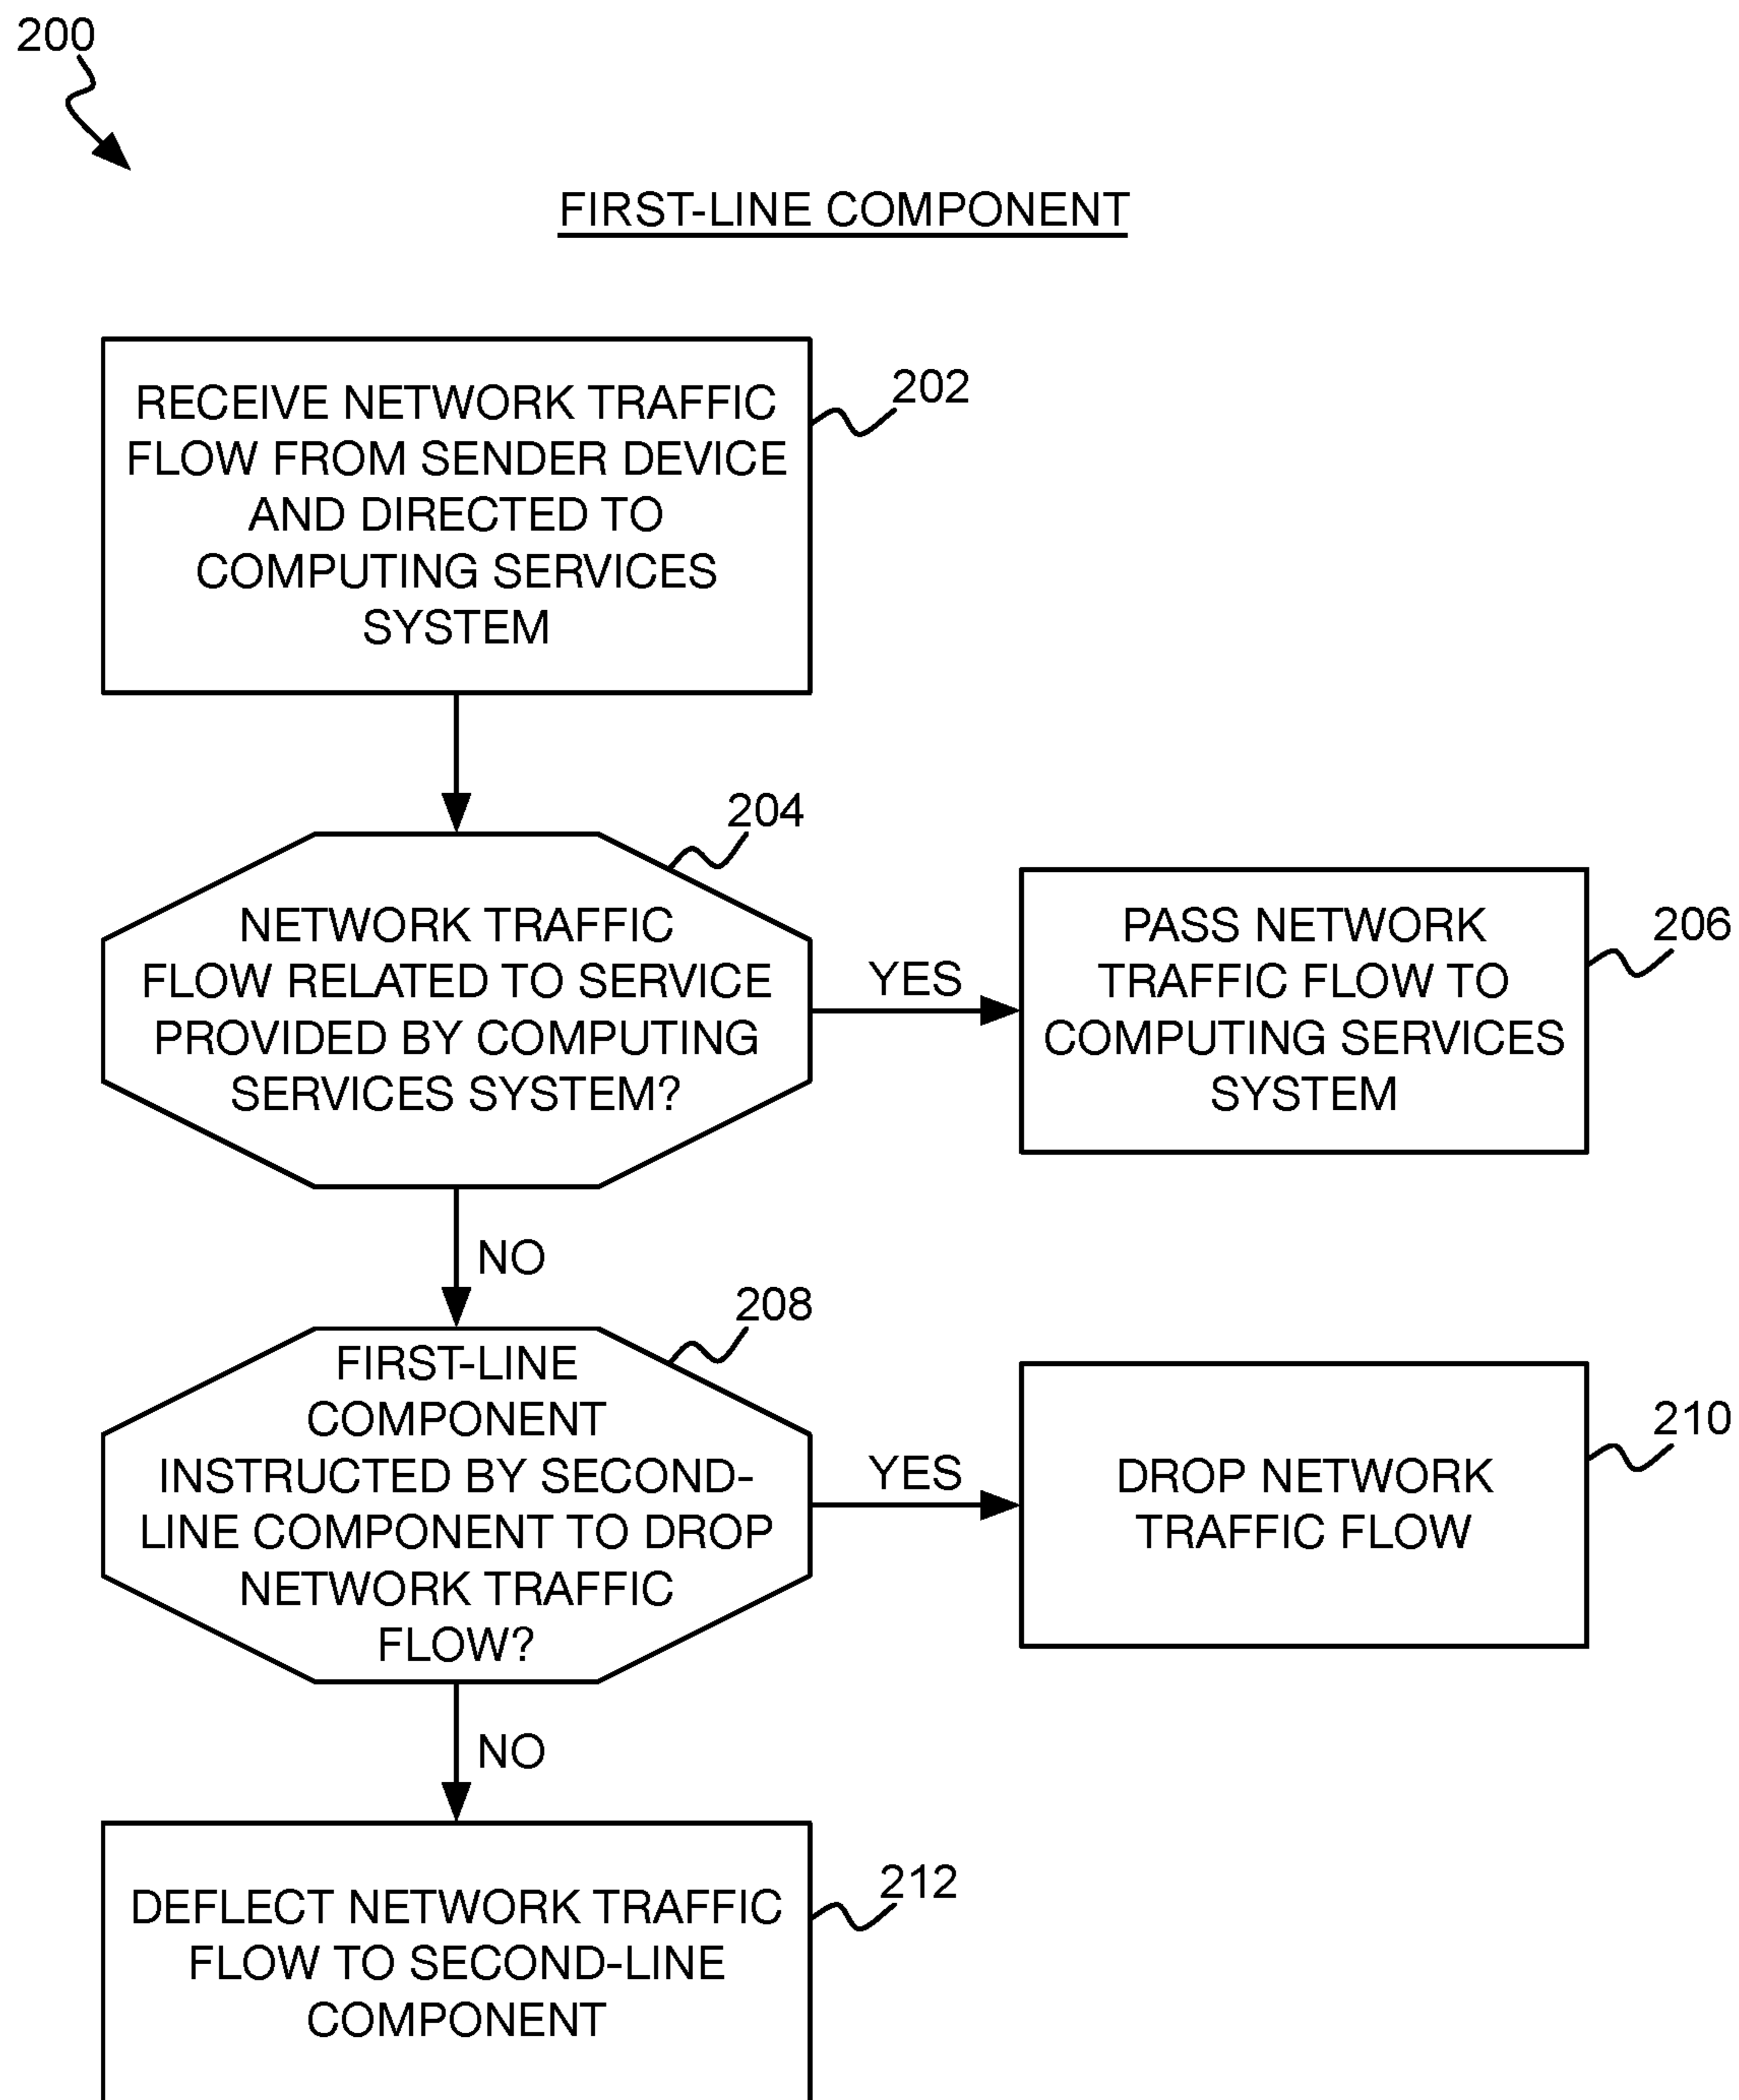 200
FIRST-LINE COMPONENT
RECEIVE NETWORK TRAFFIC
FLOW FROM SENDER DEVICE
AND DIRECTED TO
COMPUTING SERVICES
SYSTEM
202
204
NETWORK TRAFFIC
FLOW RELATED TO SERVICE
PROVIDED BY COMPUTING
SERVICES SYSTEM?
YES
PASS NETWORK
TRAFFIC FLOW TO
COMPUTING SERVICES
SYSTEM
206
NO
208
FIRST-LINE
COMPONENT
INSTRUCTED BY SECOND-
LINE COMPONENT TO DROP
NETWORK TRAFFIC
FLOW?
YES
DROP NETWORK
TRAFFIC FLOW
210
NO
DEFLECT NETWORK TRAFFIC
FLOW TO SECOND-LINE
COMPONENT
212